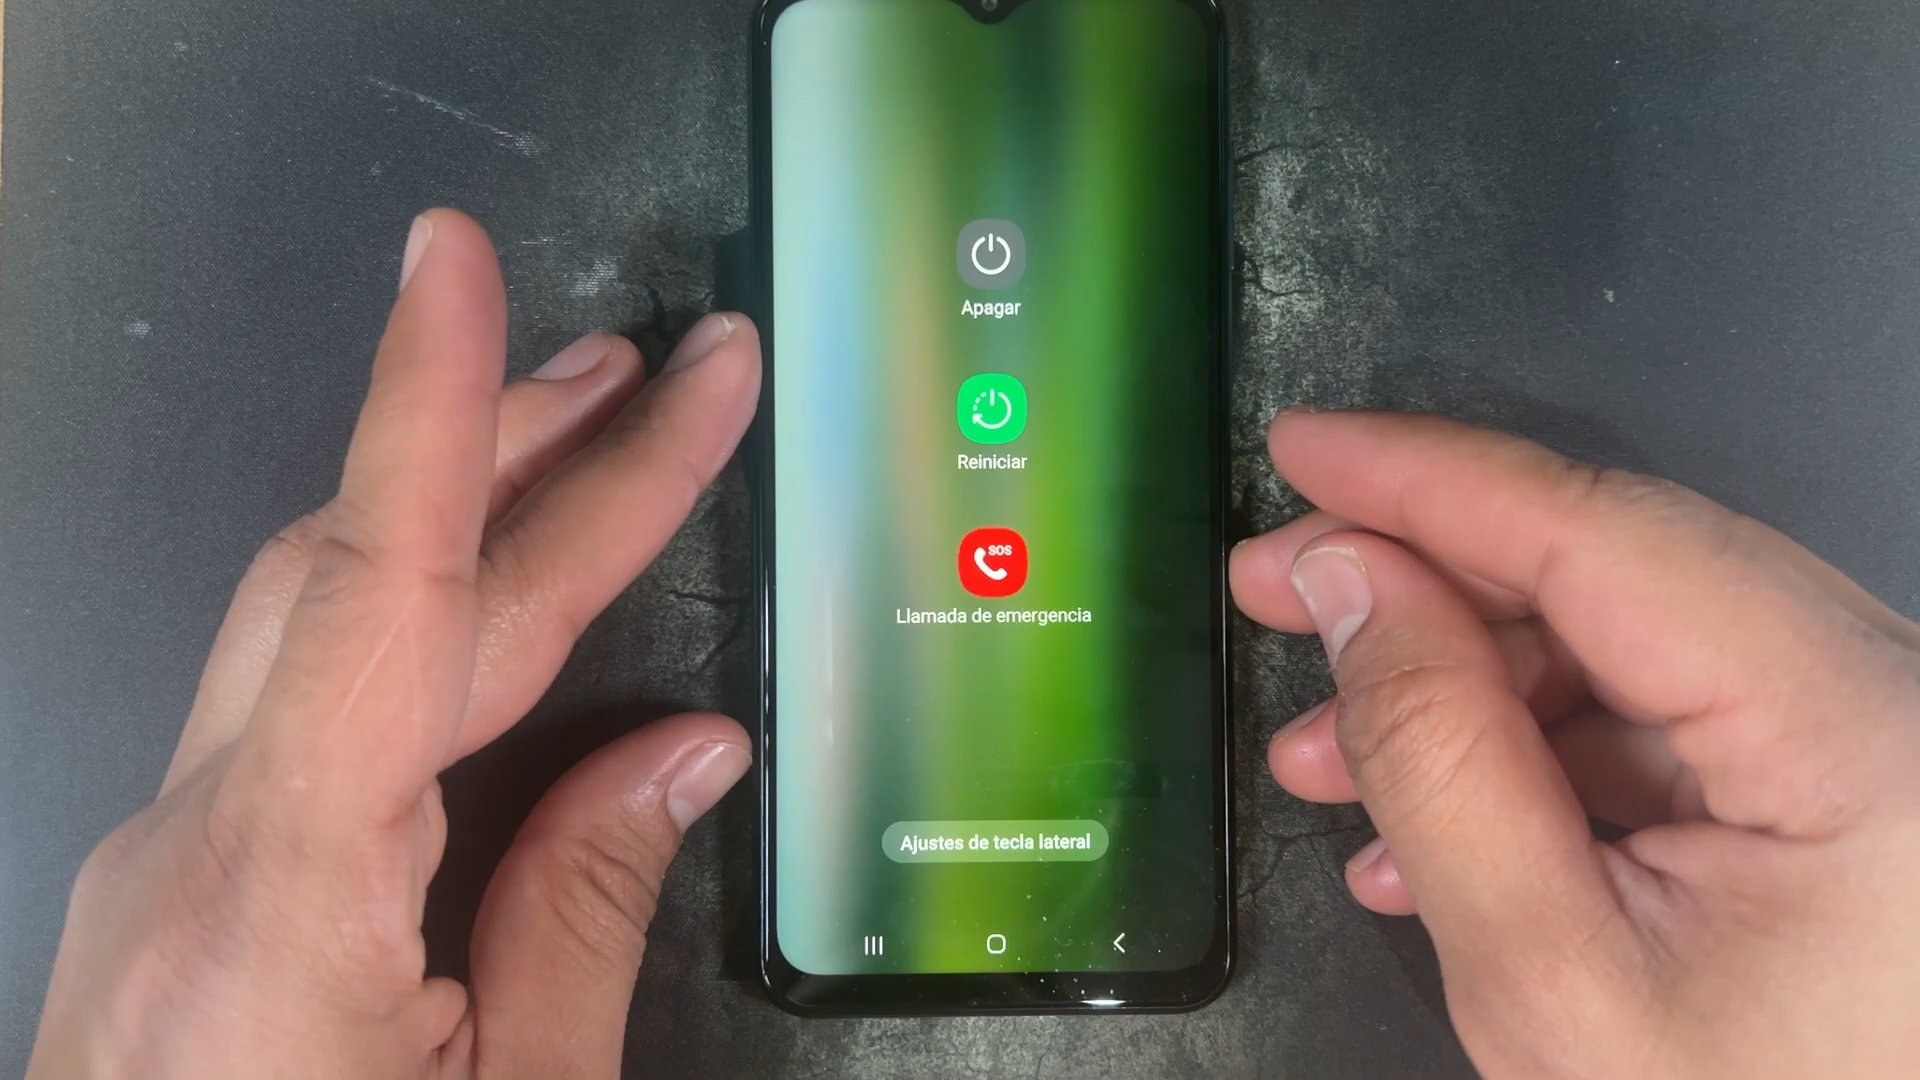 Apagar
Reiniciar
SOS
Llamada de emergencia
Ajustes de tecla lateral